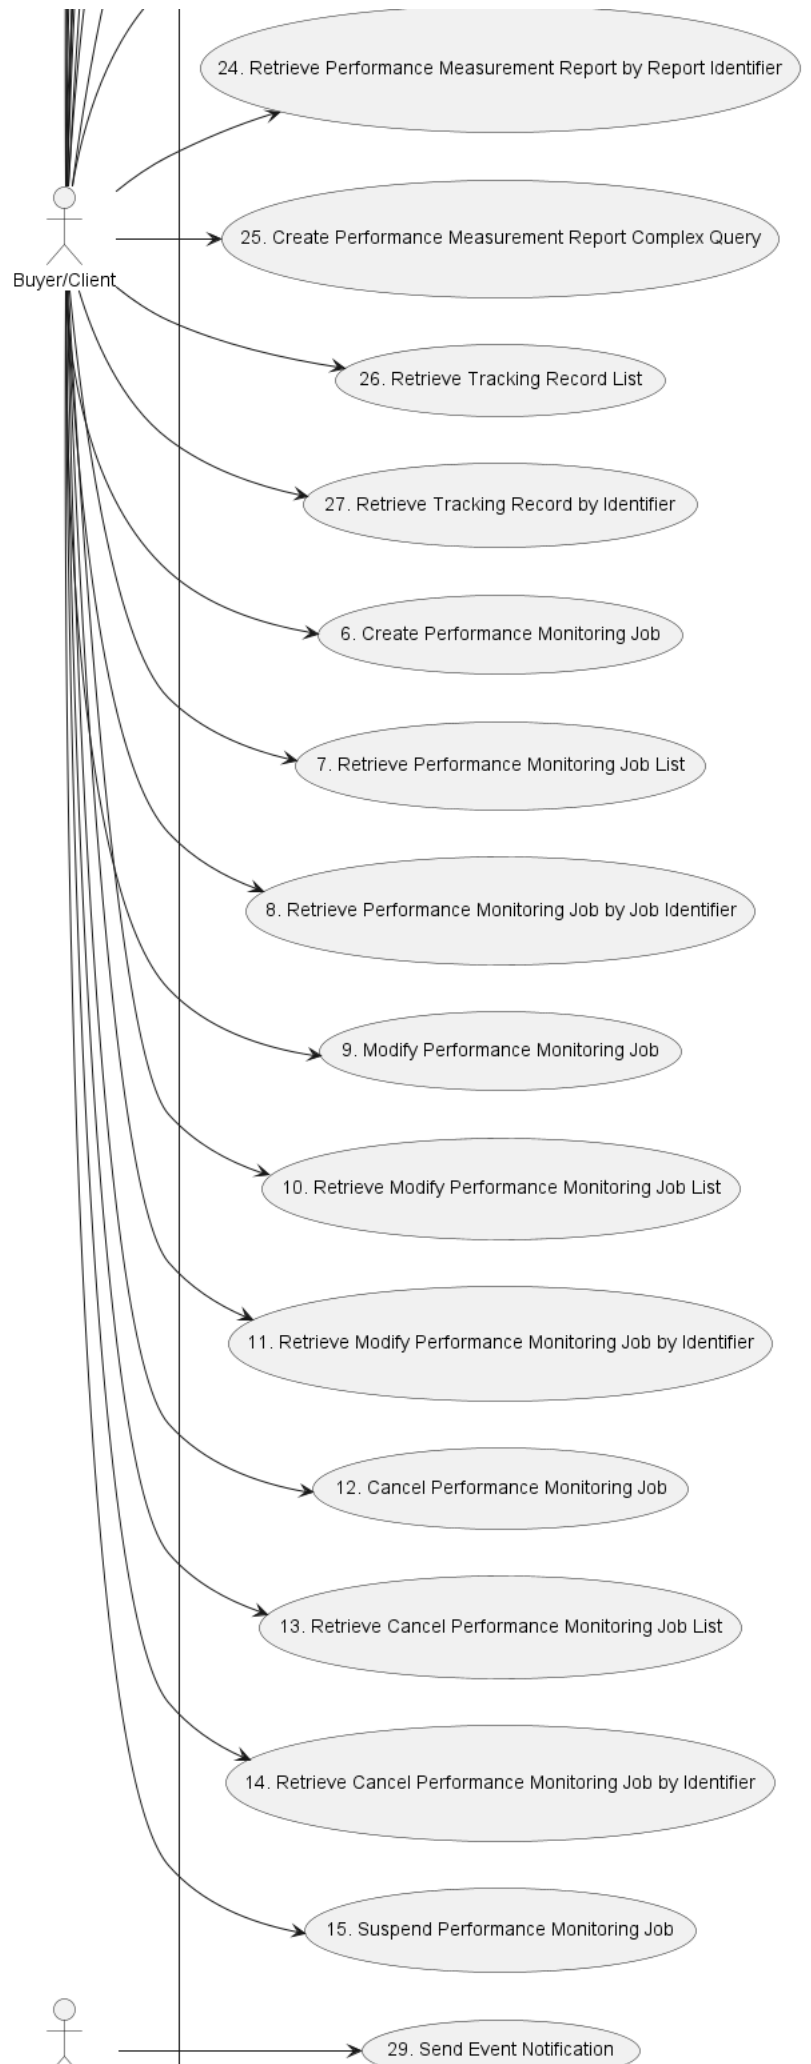 24. Retrieve Performance Measurement Report by Report Identifier
25. Create Performance Measurement Report Complex Query
Buyer/Client
26. Retrieve Tracking Record List
27. Retrieve Tracking Record by Identifier
6. Create Performance Monitoring Job
7. Retrieve Performance Monitoring Job List
8. Retrieve Performance Monitoring Job by Job Identifier
9. Modify Performance Monitoring Job
10. Retrieve Modify Performance Monitoring Job List
11. Retrieve Modify Performance Monitoring Job by Identifier
12. Cancel Performance Monitoring Job
13. Retrieve Cancel Performance Monitoring Job List
14. Retrieve Cancel Performance Monitoring Job by Identifier
15. Suspend Performance Monitoring Job
29. Send Event Notification